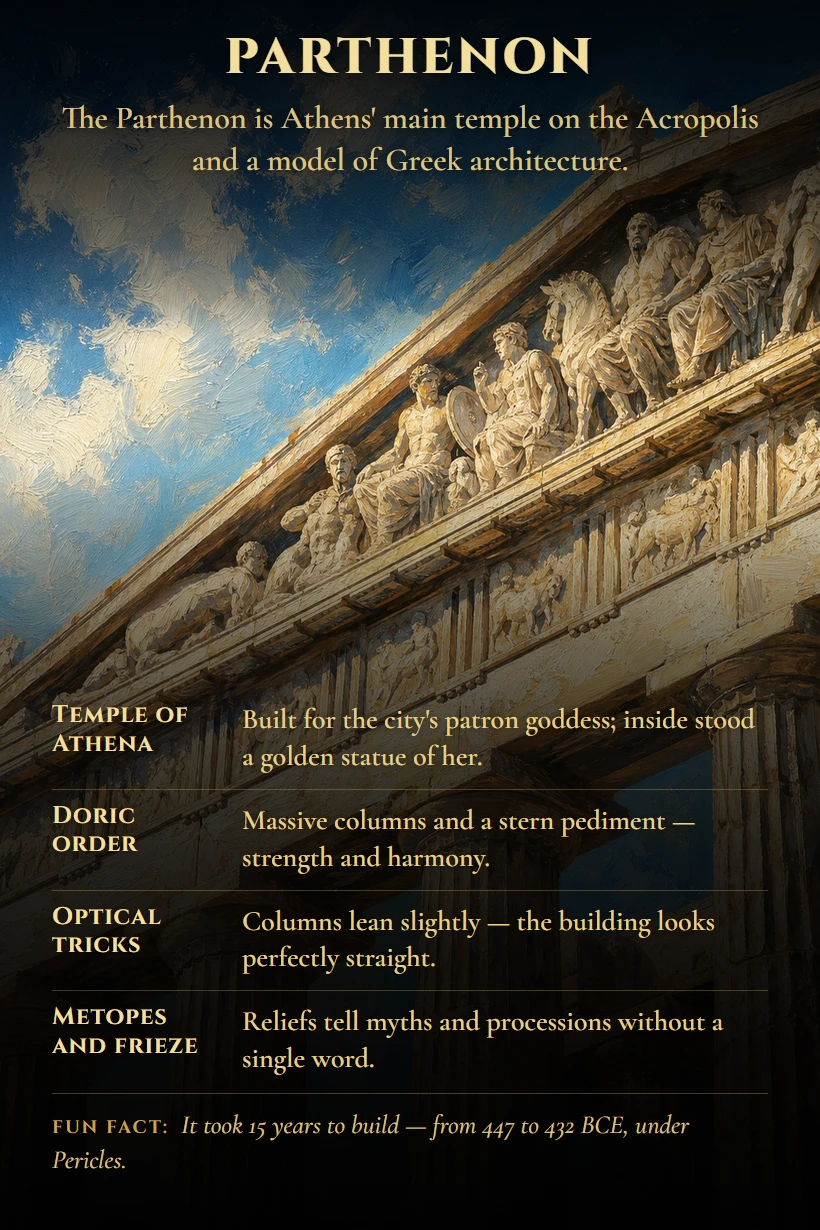 PARTHENON
The Parthenon is Athens' main temple on the Acropolis
and a model of Greek architecture.
TEMPLE OF
ATHENA
Built for the city's patron goddess; inside stood
a golden statue of her.
DORIC
ORDER
Massive columns and a stern pediment —
strength and harmony.
OPTICAL
TRICKS
Columns lean slightly — the building looks
perfectly straight.
METOPES
AND FRIEZE
Reliefs tell myths and processions without a
single word.
FUN FACT: It took 15 years to build — from 447 to 432 BCE, under
Pericles.